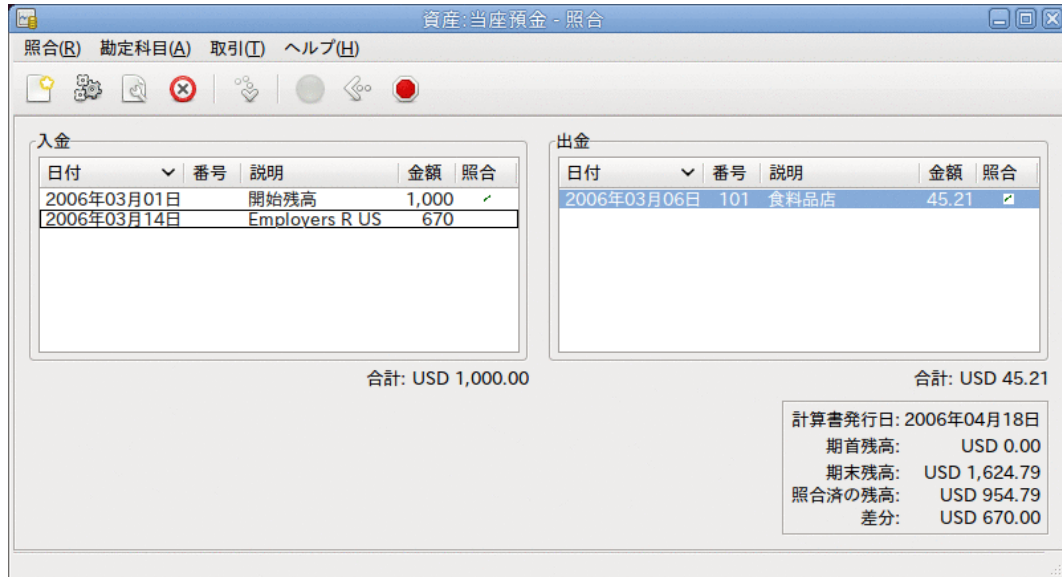 資産:当座預金 - 照合
照合(R) 勘定科目(A) 取引(T) ヘルプ(H)
入金
日付 番号 説明 金額 照合
2006年03月01日 開始残高 1,000
2006年03月14日 Employers R US 670
合計: USD 1,000.00
出金
日付 番号 説明 金額 照合
2006年03月06日 101 食料品店 45.21
合計: USD 45.21
計算書発行日: 2006年04月18日
期首残高: USD 0.00
期末残高: USD 1,624.79
照合済の残高: USD 954.79
差分: USD 670.00